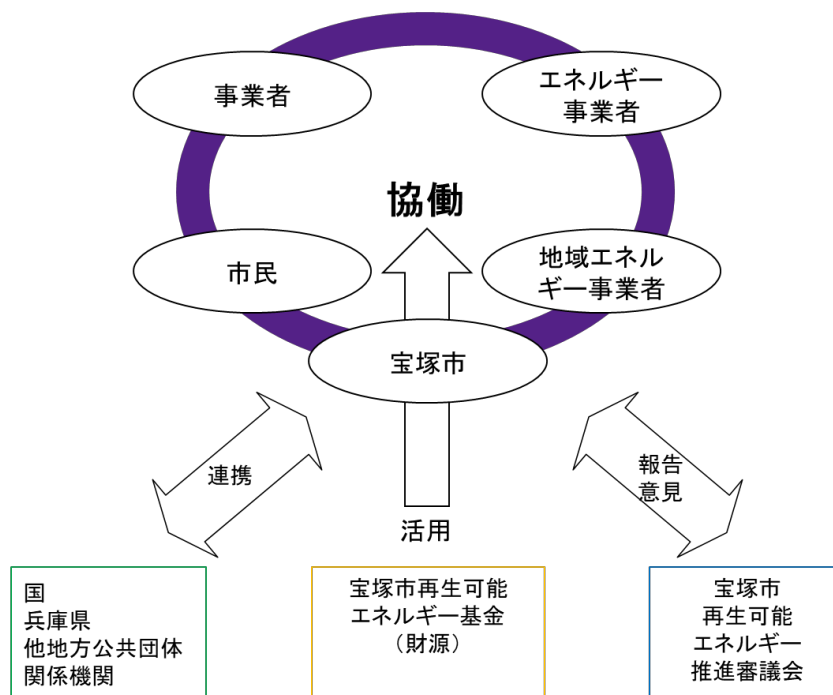 事業者
エネルギー
事業者
協働
市民
地域エネル
ギー事業者
宝塚市
連携
報告
意見
活用
国
兵庫県
他地方公共団体
関係機関
宝塚市再生可能
エネルギー基金
（財源）
宝塚市
再生可能
エネルギー
推進審議会